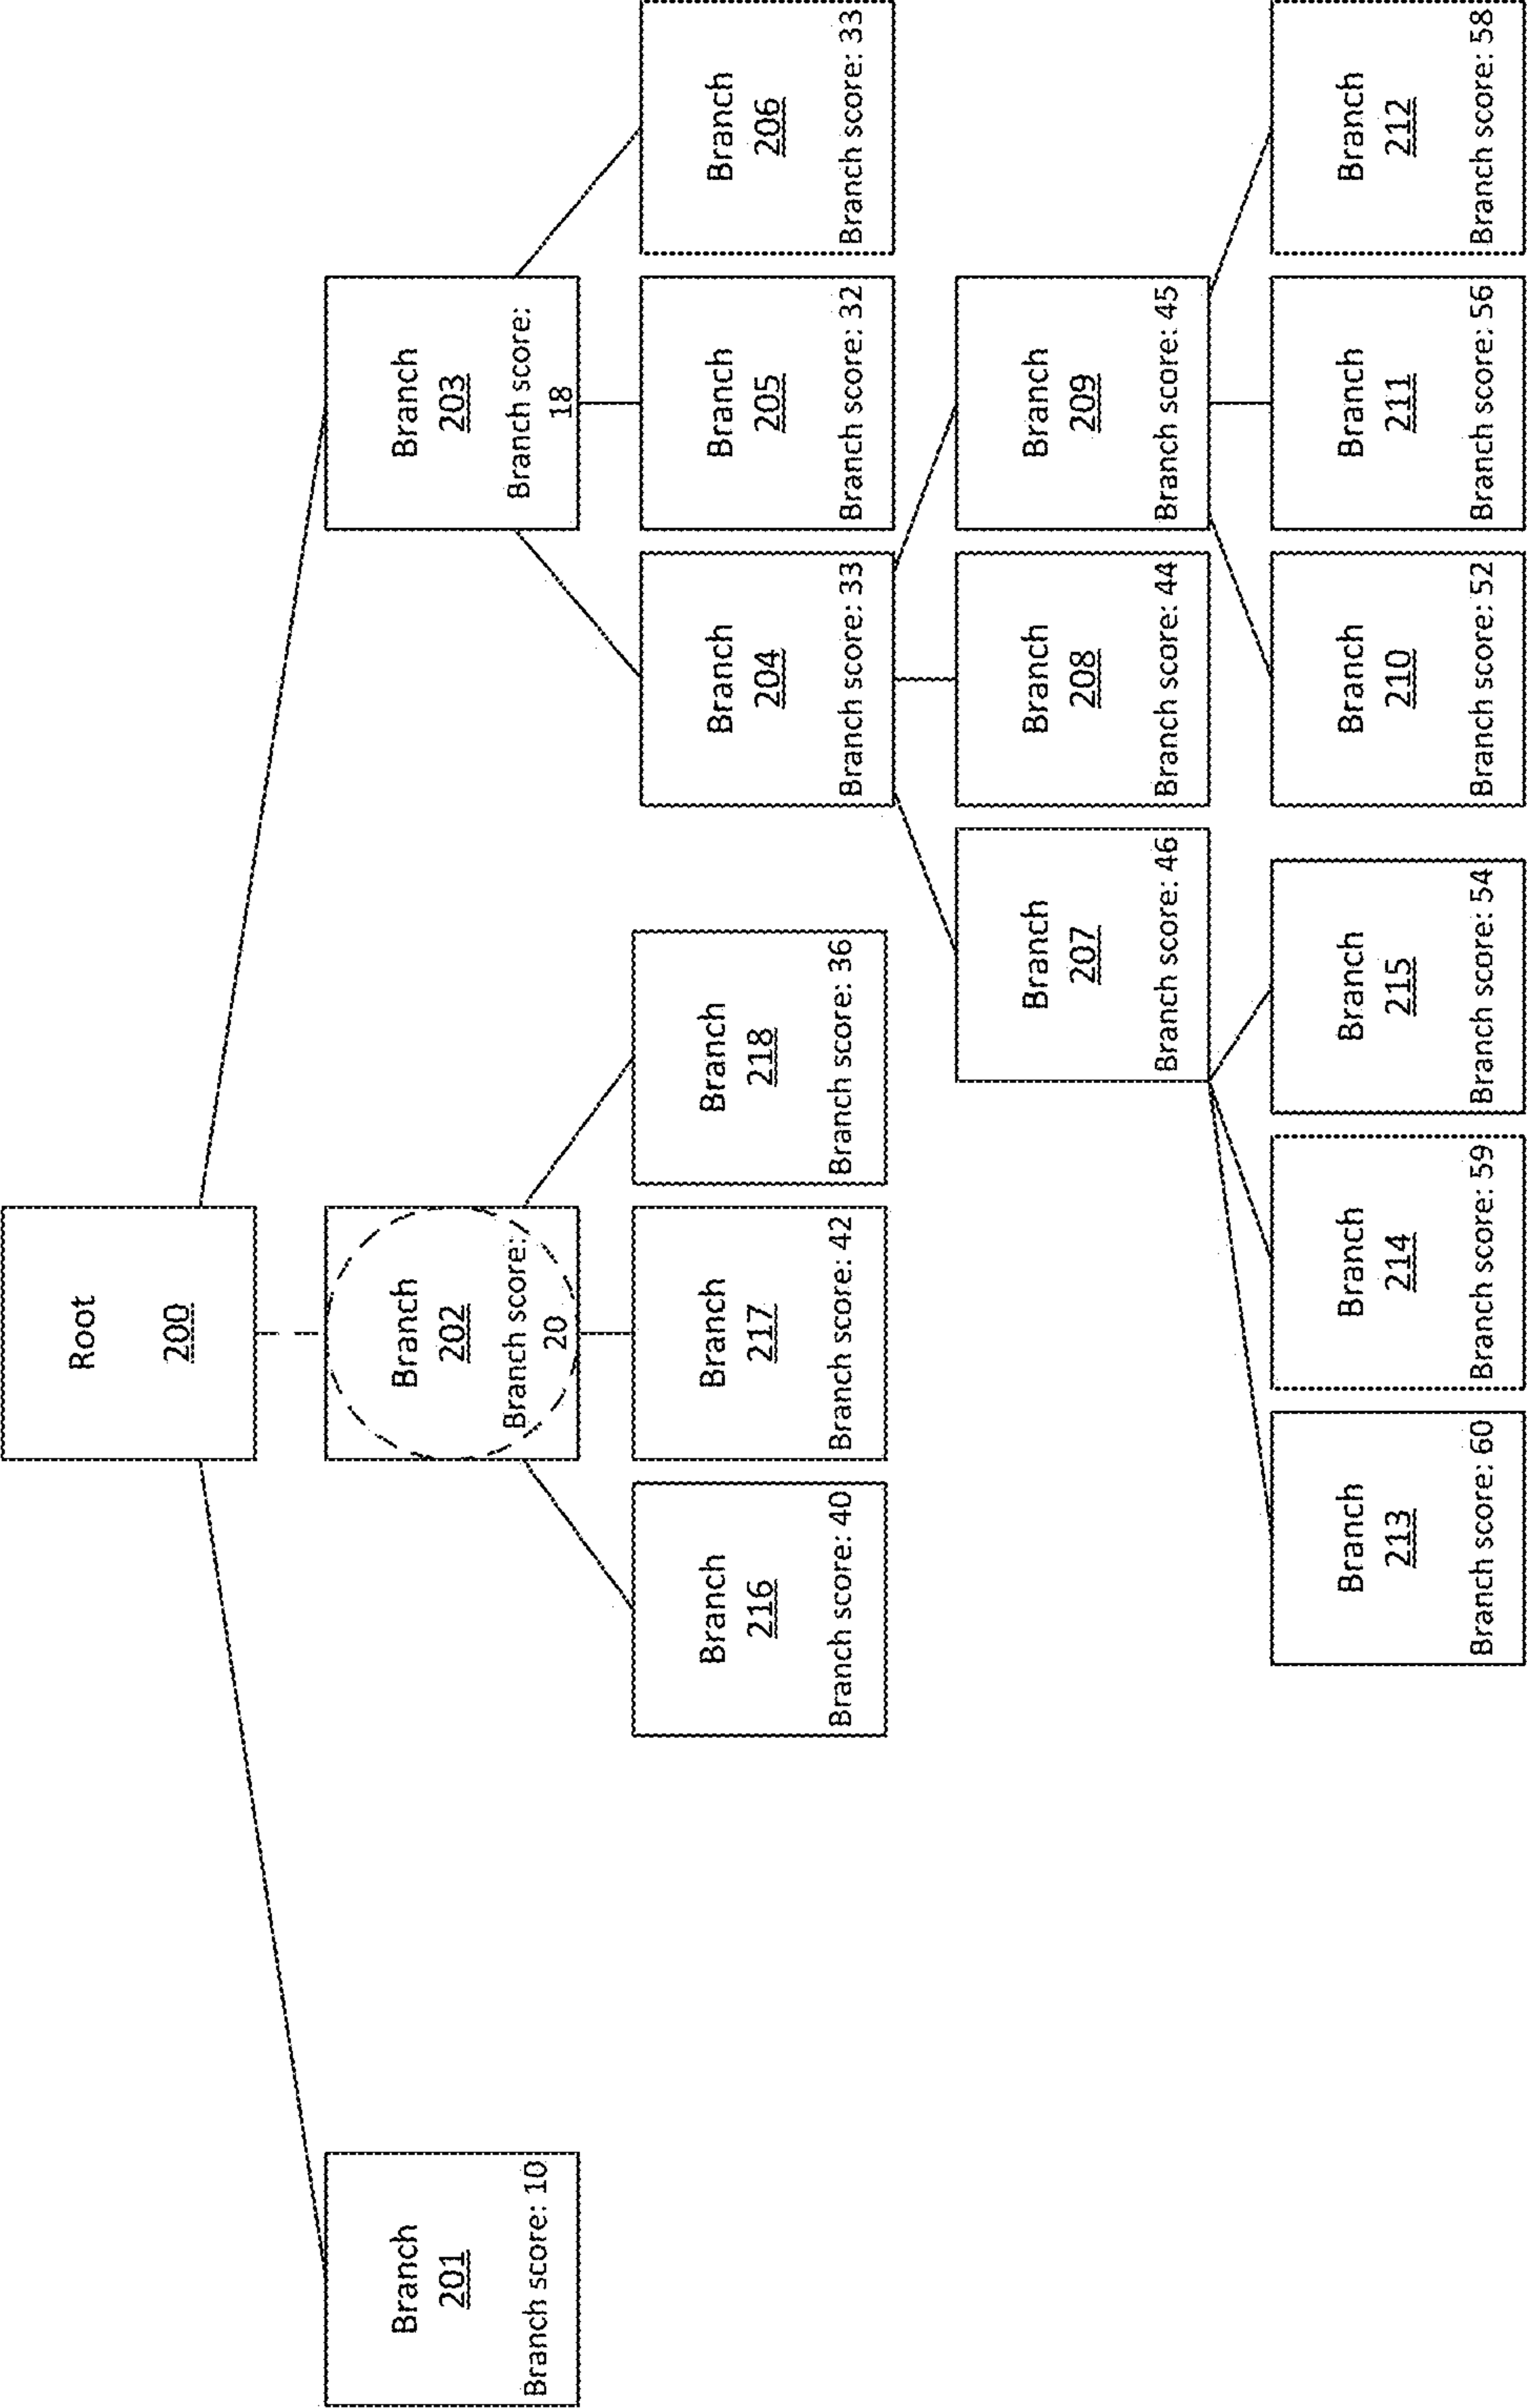 Root
200
Branch
201
Branch score: 10
Branch
202
Branch score:
20
Branch
203
Branch score:
18
Branch
216
Branch score: 40
Branch
217
Branch score: 42
Branch
218
Branch score: 36
Branch
204
Branch score: 33
Branch
205
Branch score: 32
Branch
206
Branch score: 33
Branch
207
Branch score: 46
Branch
208
Branch score: 44
Branch
209
Branch score: 45
Branch
213
Branch score: 60
Branch
214
Branch score: 59
Branch
215
Branch score: 54
Branch
210
Branch score: 52
Branch
211
Branch score: 56
Branch
212
Branch score: 58